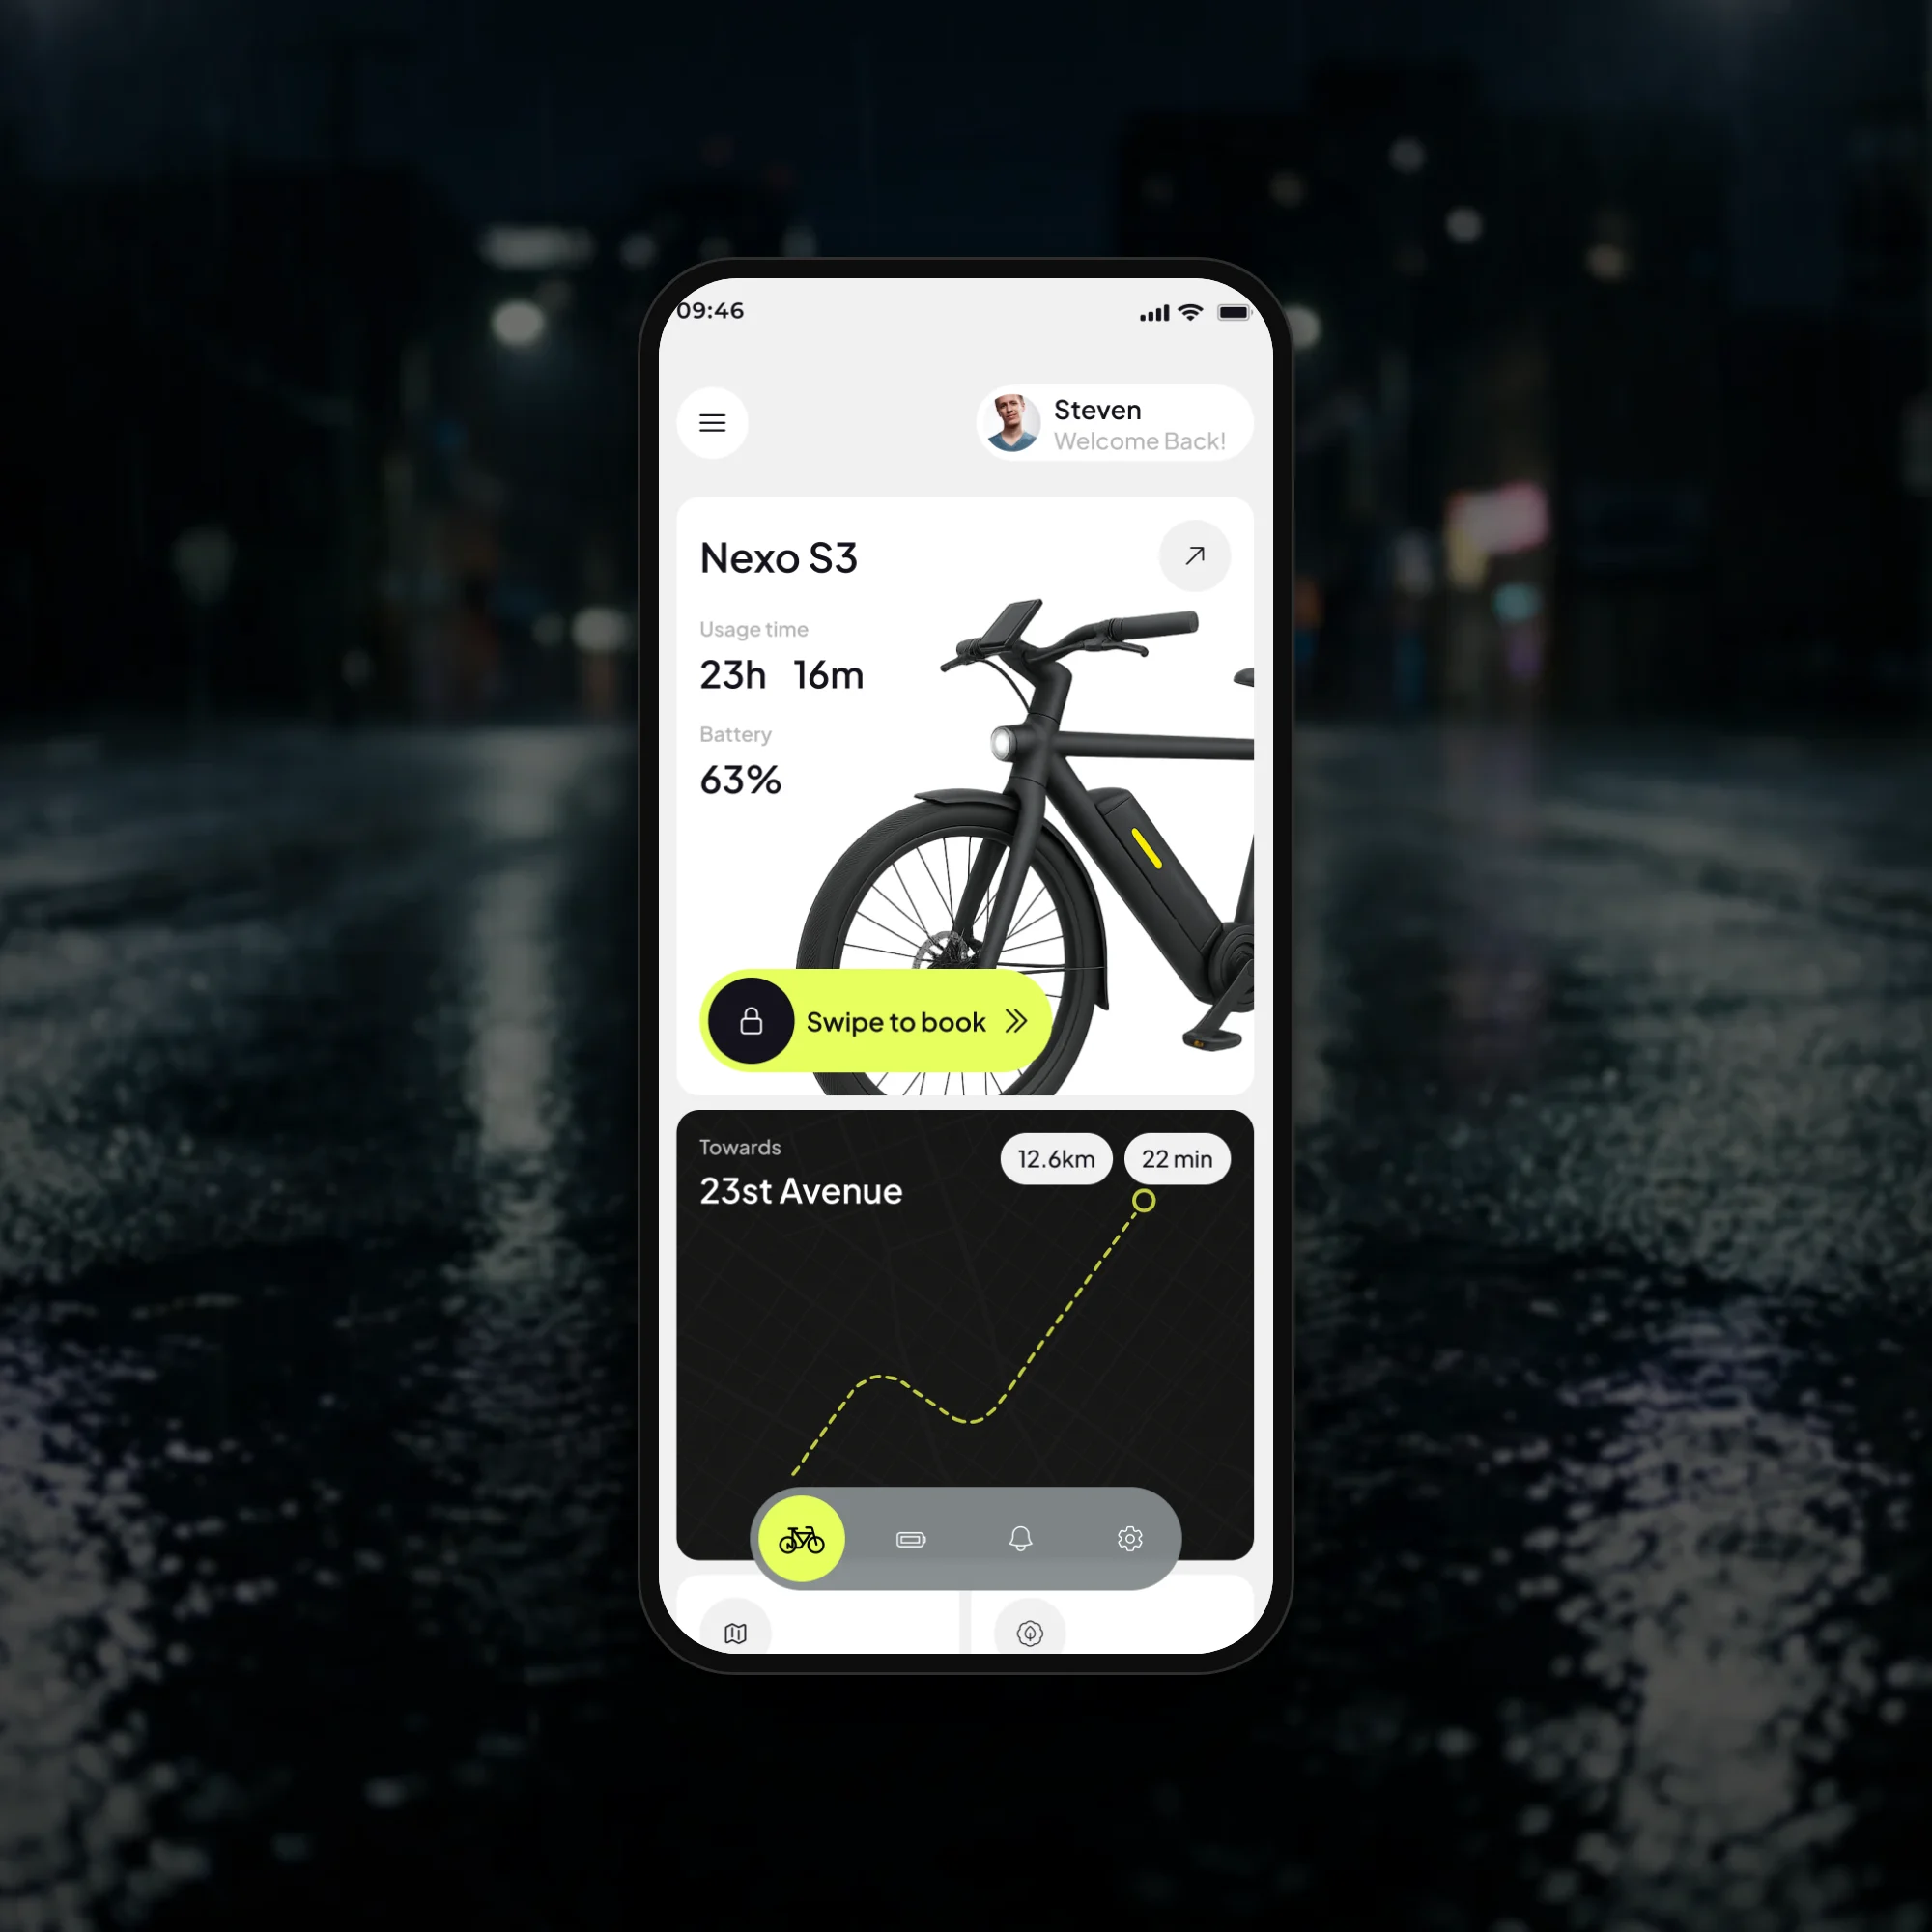 09:46
Steven
Welcome Back!
Nexo S3
Usage time
23h 16m
Battery
63%
Swipe to book
Towards
23st Avenue
12.6km
22 min